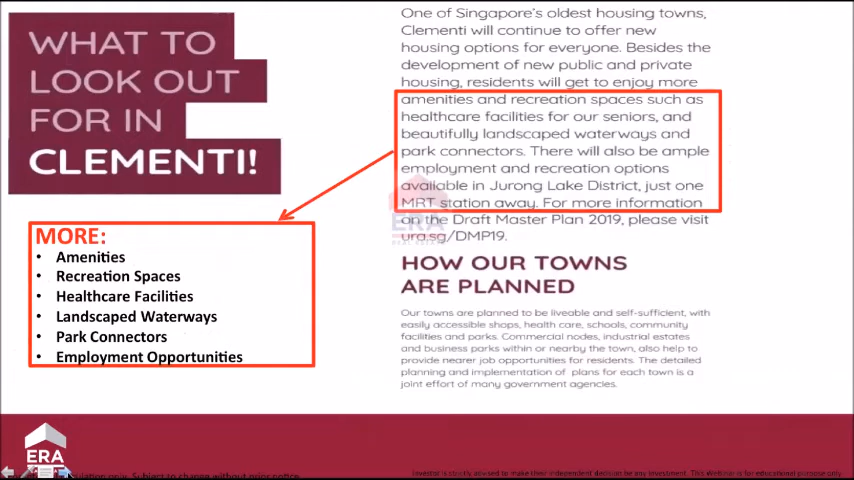 WHAT TO
LOOK OUT
FOR IN
CLEMENTI!
One of Singapore's oldest housing towns,
Clementi will continue to offer new
housing options for everyone. Besides the
development of new public and private
housing, residents will get to enjoy more
amenities and recreation spaces such as
healthcare facilities for our seniors, and
beautifully landscaped waterways and
park connectors. There will also be ample
employment and recreation options
available in Jurong Lake District, just one
MRT station away. For more information
on the Draft Master Plan 2019, please visit
ura.sg/DMP19.
MORE:
• Amenities
• Recreation Spaces
• Healthcare Facilities
• Landscaped Waterways
• Park Connectors
• Employment Opportunities
HOW OUR TOWNS
ARE PLANNED
Our towns are planned to be liveable and self-sufficient, with
easily accessible shops, health care, schools, community
facilities and parks. Commercial nodes, industrial estates
and business parks within or nearby the town, also help to
provide nearer job opportunities for residents. The detailed
planning and implementation of plans for each town is a
joint effort of many government agencies.
ERA
REAL ESTATE
ERA
only. Subject to change without prior notice
Investor is strictly advised to make their independent decision be any investment. This Webinar is for educational purpose only.